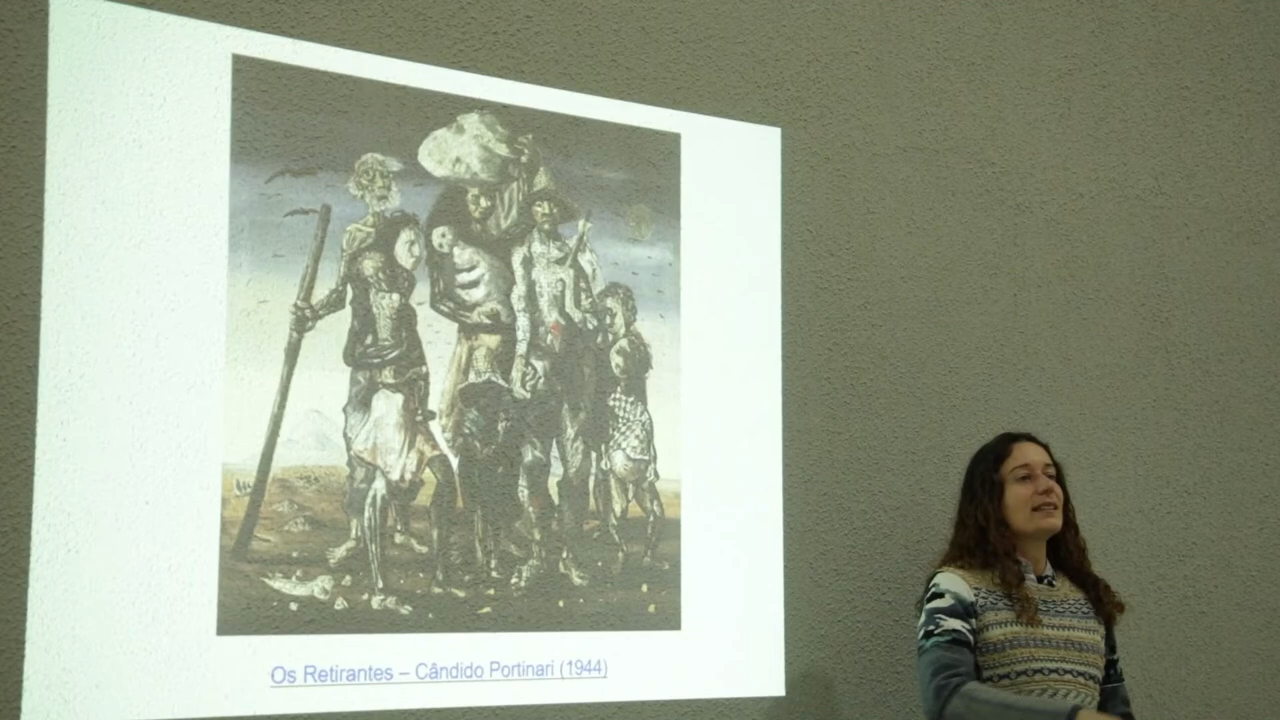 Os Retirantes – Cândido Portinari (1944)